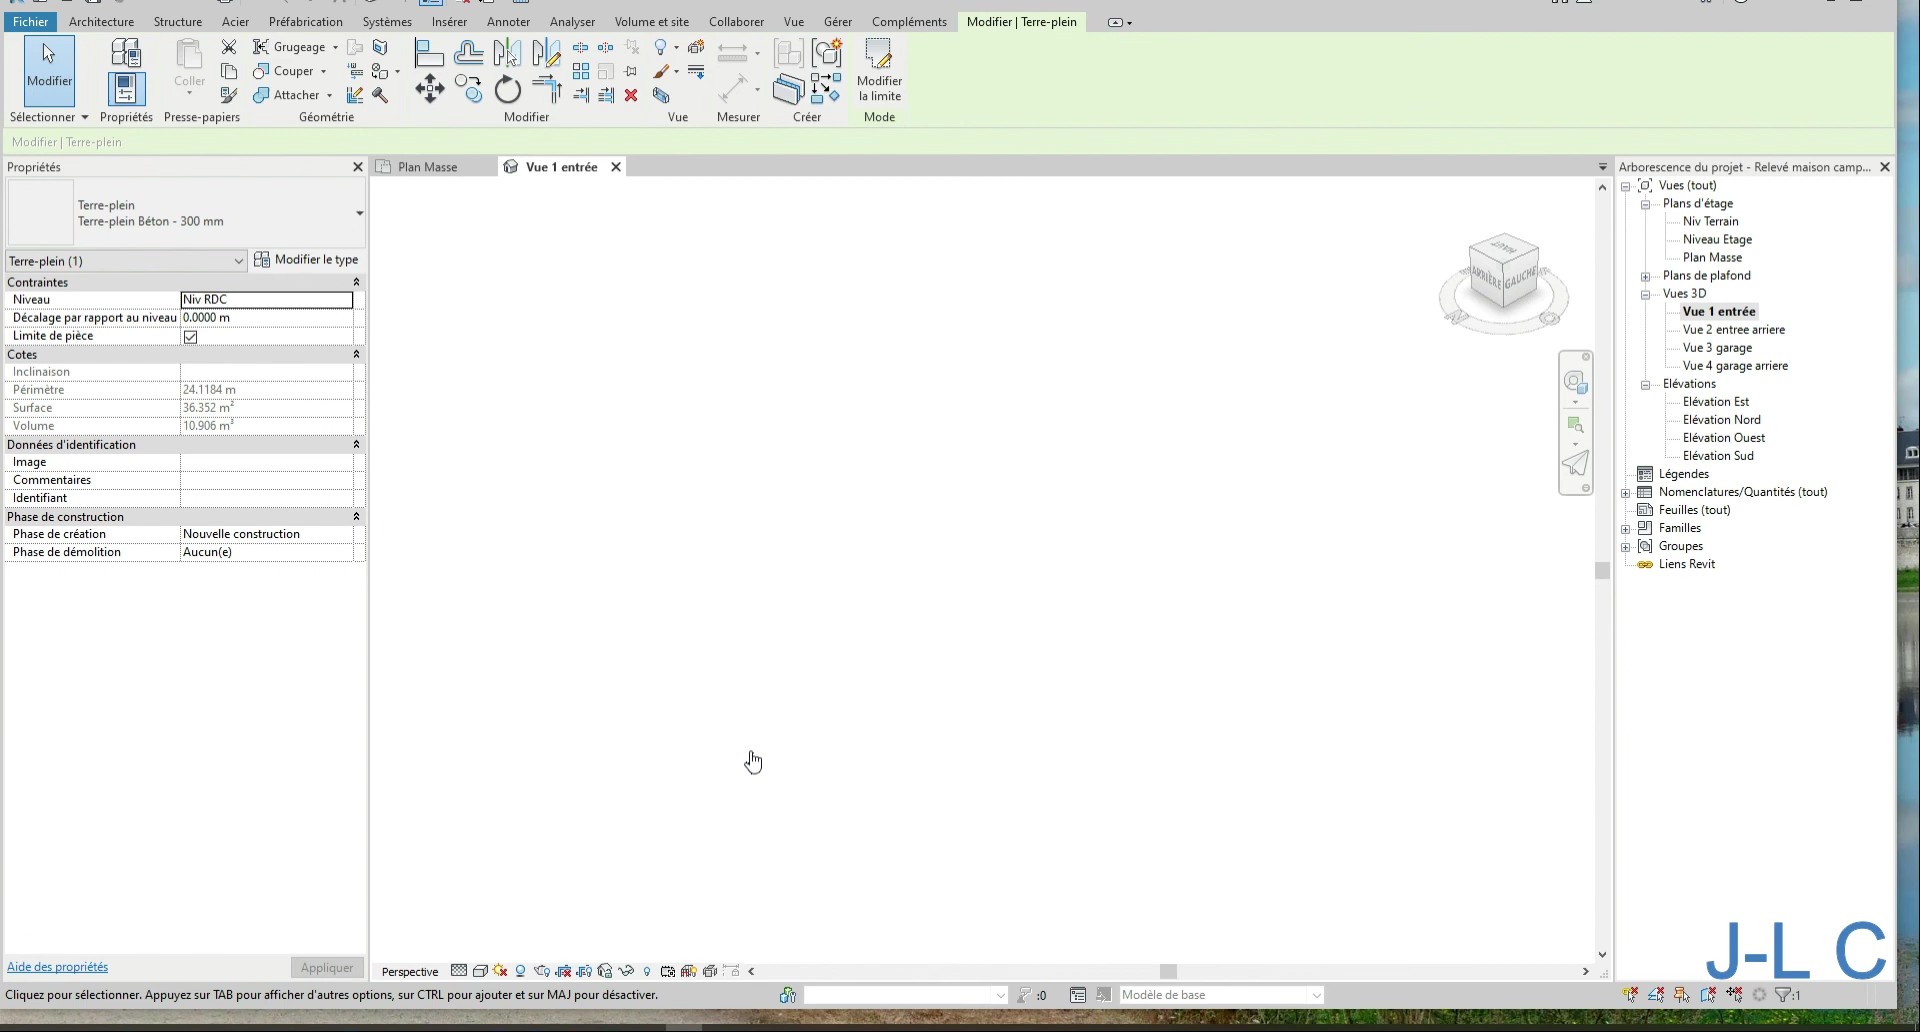 Fichier Architecture Structure Acier Préfabrication Systèmes Insérer Annoter Analyser Volume et site Collaborer Vue Gérer Compléments Modifier | Terre-plein
Modifier
Coller
Grugeage
Couper
Attacher
Modifier
la limite
Sélectionner Propriétés Presse-papiers Géométrie Modifier Vue Mesurer Créer Mode
Modifier | Terre-plein
Propriétés
Terre-plein
Terre-plein Béton - 300 mm
Terre-plein (1) Modifier le type
Contraintes
Niveau Niv RDC
Décalage par rapport au niveau 0.0000 m
Limite de pièce
Cotes
Inclinaison
Périmètre 24.1184 m
Surface 36.352 m²
Volume 10.906 m³
Données d'identification
Image
Commentaires
Identifiant
Phase de construction
Phase de création Nouvelle construction
Phase de démolition Aucun(e)
Aide des propriétés Appliquer
Plan Masse Vue 1 entrée
HAUT
ARRIÈRE GAUCHE
Perspective
Arborescence du projet - Relevé maison camp...
Vues (tout)
Plans d'étage
Niv Terrain
Niveau Etage
Plan Masse
Plans de plafond
Vues 3D
Vue 1 entrée
Vue 2 entree arriere
Vue 3 garage
Vue 4 garage arriere
Elévations
Elévation Est
Elévation Nord
Elévation Ouest
Elévation Sud
Légendes
Nomenclatures/Quantités (tout)
Feuilles (tout)
Familles
Groupes
Liens Revit
J-L C
Cliquez pour sélectionner. Appuyez sur TAB pour afficher d'autres options, sur CTRL pour ajouter et sur MAJ pour désactiver. :0 Modèle de base :1